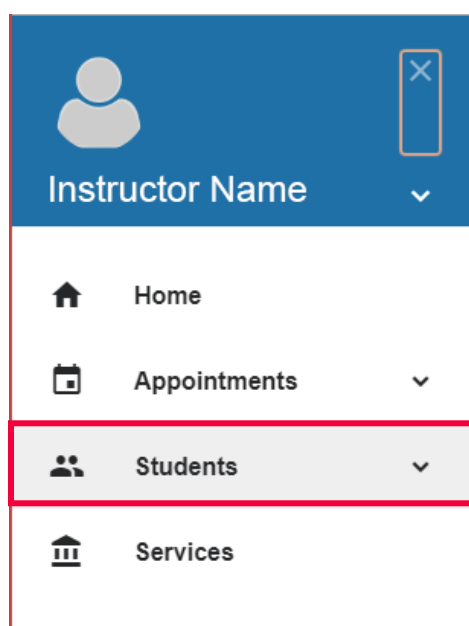 Instructor Name
Home
Appointments
Students
Services